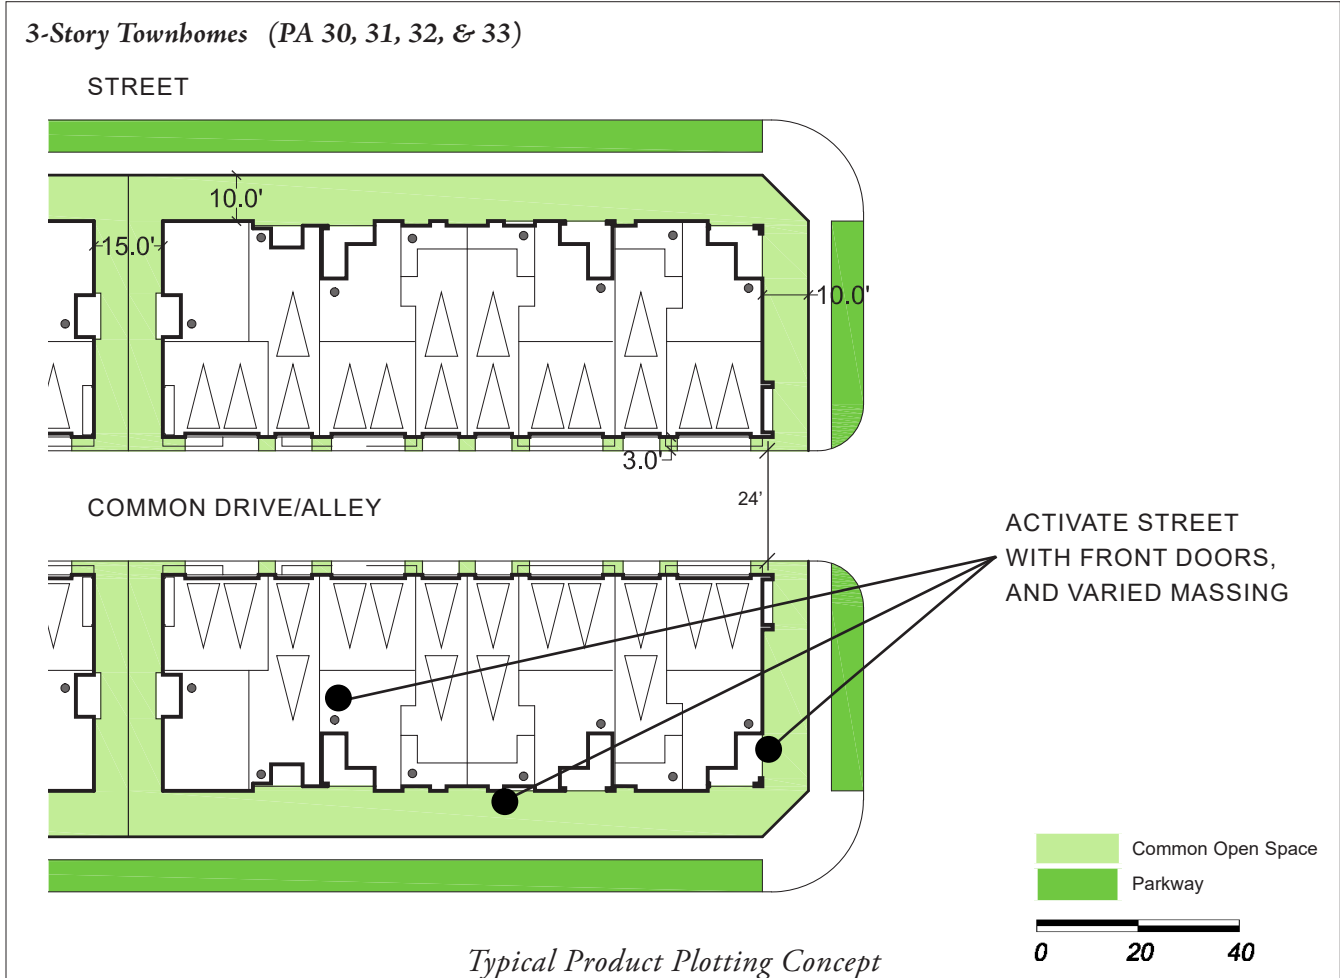 3-Story Townhomes (PA 30, 31, 32, & 33)
STREET
10.0'
15.0'
10.0'
3.0'
24'
COMMON DRIVE/ALLEY
ACTIVATE STREET
WITH FRONT DOORS,
AND VARIED MASSING
Common Open Space
Parkway
0 20 40
Typical Product Plotting Concept